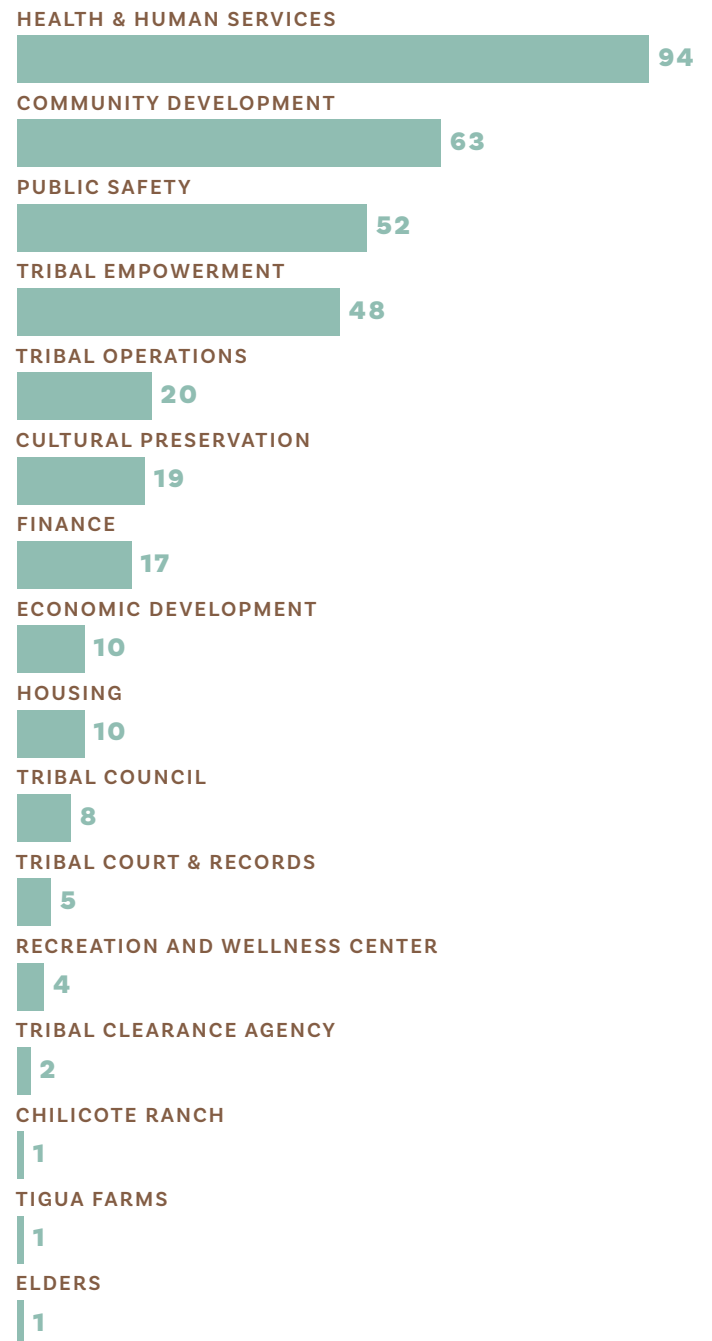 HEALTH & HUMAN SERVICES
94
COMMUNITY DEVELOPMENT
63
PUBLIC SAFETY
52
TRIBAL EMPOWERMENT
48
TRIBAL OPERATIONS
20
CULTURAL PRESERVATION
19
FINANCE
17
ECONOMIC DEVELOPMENT
10
HOUSING
10
TRIBAL COUNCIL
8
TRIBAL COURT & RECORDS
5
RECREATION AND WELLNESS CENTER
4
TRIBAL CLEARANCE AGENCY
2
CHILICOTE RANCH
1
TIGUA FARMS
1
ELDERS
1